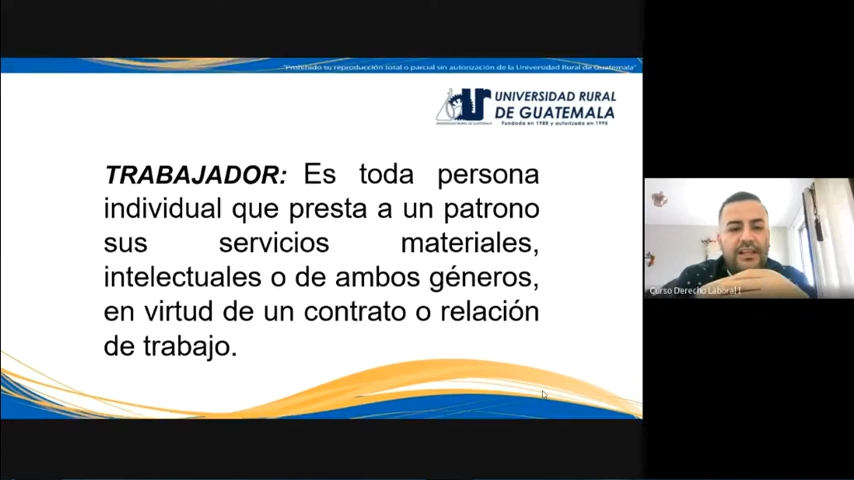 "Prohibido su reproducción total o parcial sin autorización de la Universidad Rural de Guatemala"
UNIVERSIDAD RURAL
DE GUATEMALA
Fundada en 1988 y autorizada en 1995
TRABAJADOR: Es toda persona
individual que presta a un patrono
sus servicios materiales,
intelectuales o de ambos géneros,
en virtud de un contrato o relación
de trabajo.
Curso Derecho Laboral 1